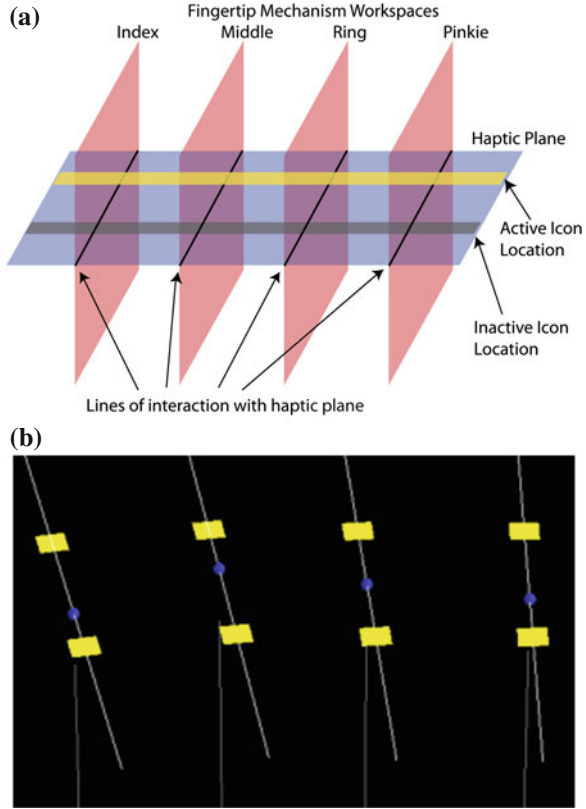 (a)
Fingertip Mechanism Workspaces
Index Middle Ring Pinkie
Haptic Plane
Active Icon
Location
Inactive Icon
Location
Lines of interaction with haptic plane
(b)